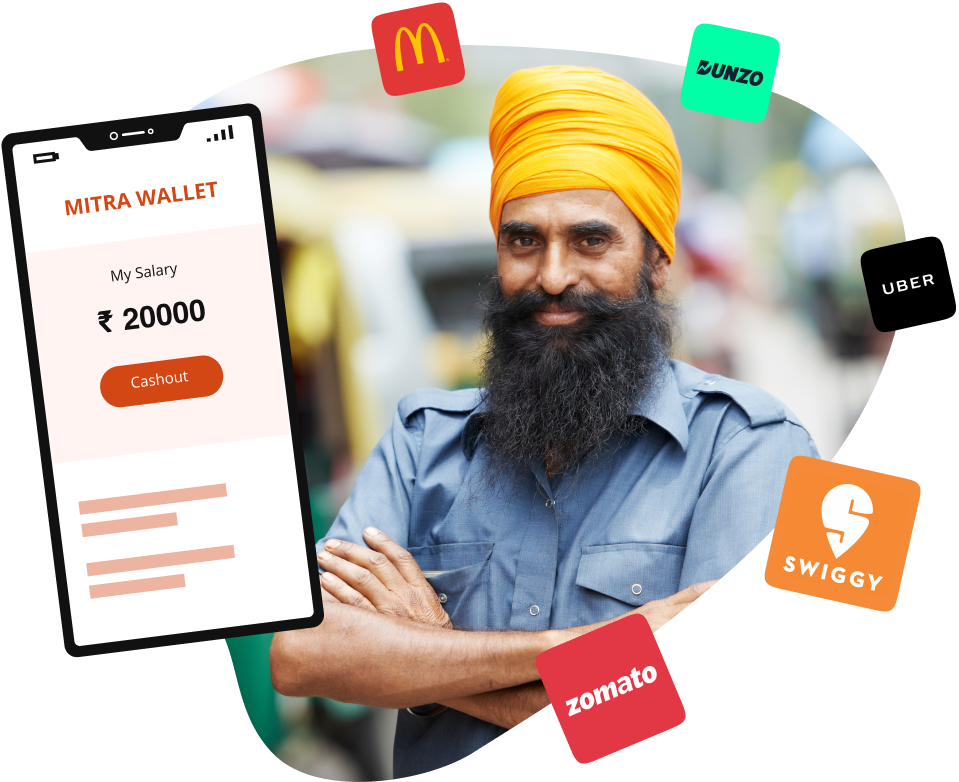 DUNZO
MITRA WALLET
My Salary
₹ 20000
Cashout
UBER
SWIGGY
zomato